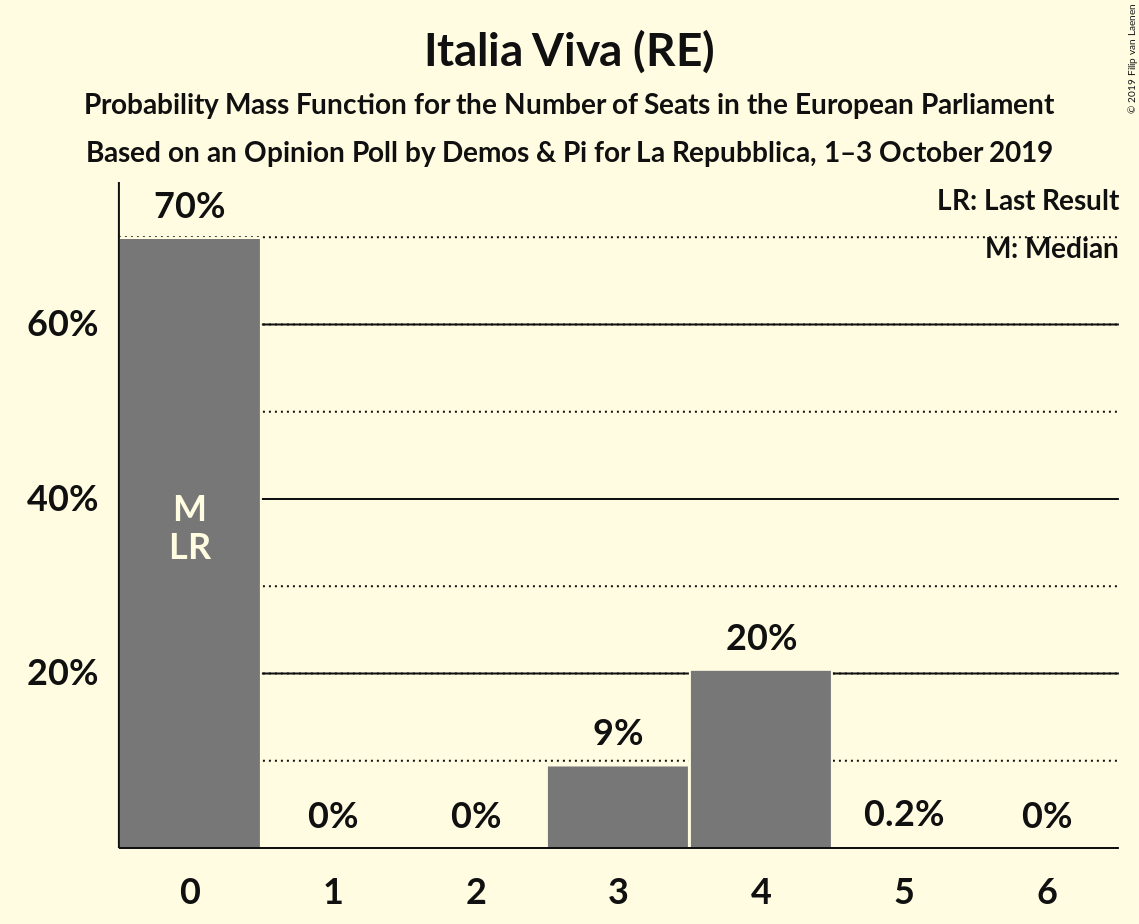 Italia Viva (RE)
Probability Mass Function for the Number of Seats in the European Parliament
Based on an Opinion Poll by Demos & Pi for La Repubblica, 1–3 October 2019
© 2019 Filip van Laenen
LR: Last Result
M: Median
70%
60%
40%
20%
M
LR
0%
0%
9%
20%
0.2%
0%
0
1
2
3
4
5
6